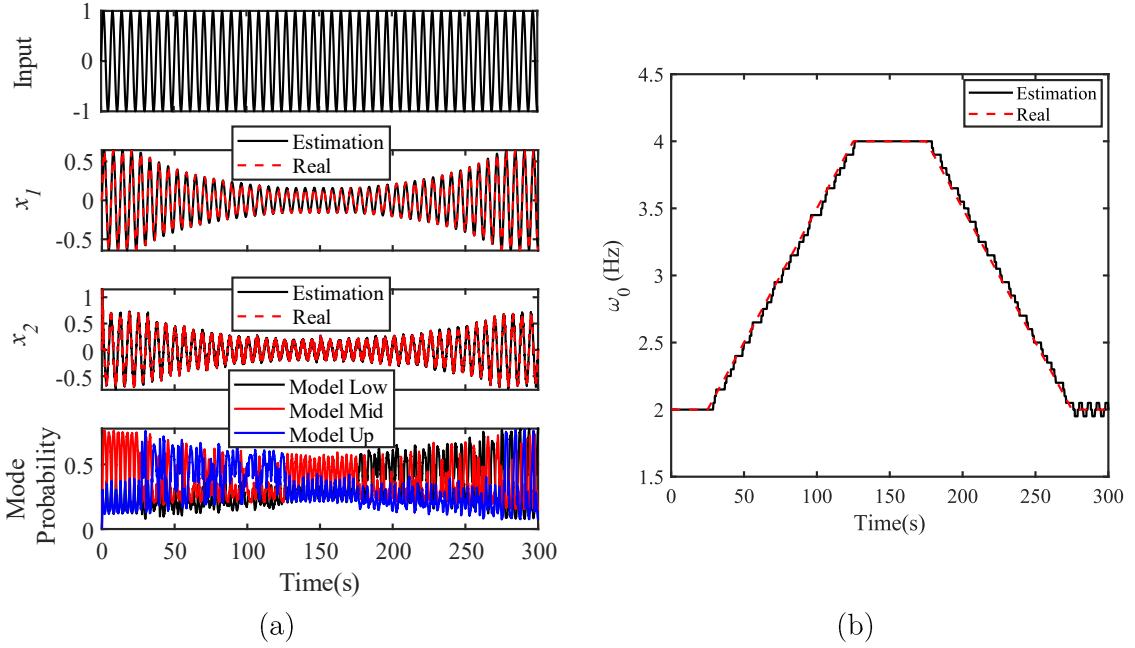 Input
1
0
-1
Estimation
Real
x1
0.5
0
-0.5
Estimation
Real
x2
1
0.5
0
-0.5
Model Low
Model Mid
Model Up
Mode
Probability
0.5
0
0 50 100 150 200 250 300
Time(s)
(a)
4.5
4
3.5
3
2.5
2
1.5
ω0 (Hz)
Estimation
Real
0 50 100 150 200 250 300
Time(s)
(b)